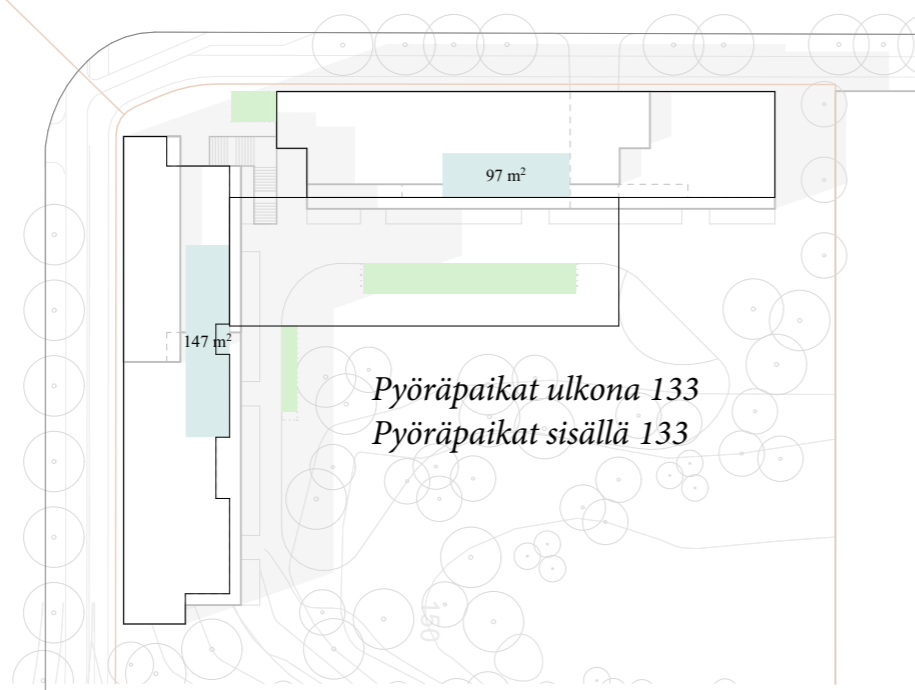 97 m²
147 m²
Pyöräpaikat ulkona 133
Pyöräpaikat sisällä 133
150